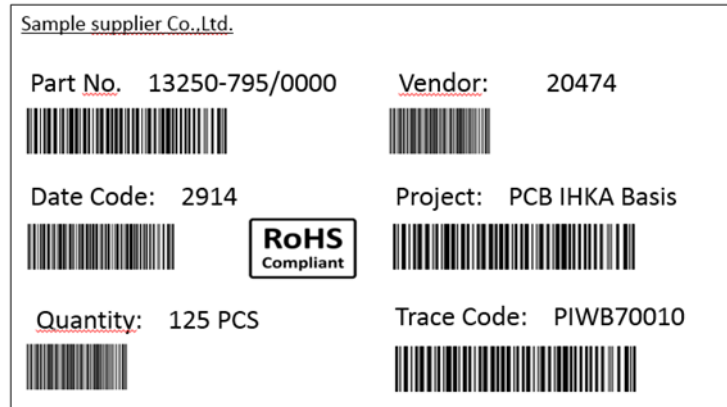 Sample supplier Co.,Ltd.
Part No. 13250-795/0000
Vendor: 20474
Date Code: 2914
Project: PCB IHKA Basis
RoHS
Compliant
Quantity: 125 PCS
Trace Code: PIWB70010